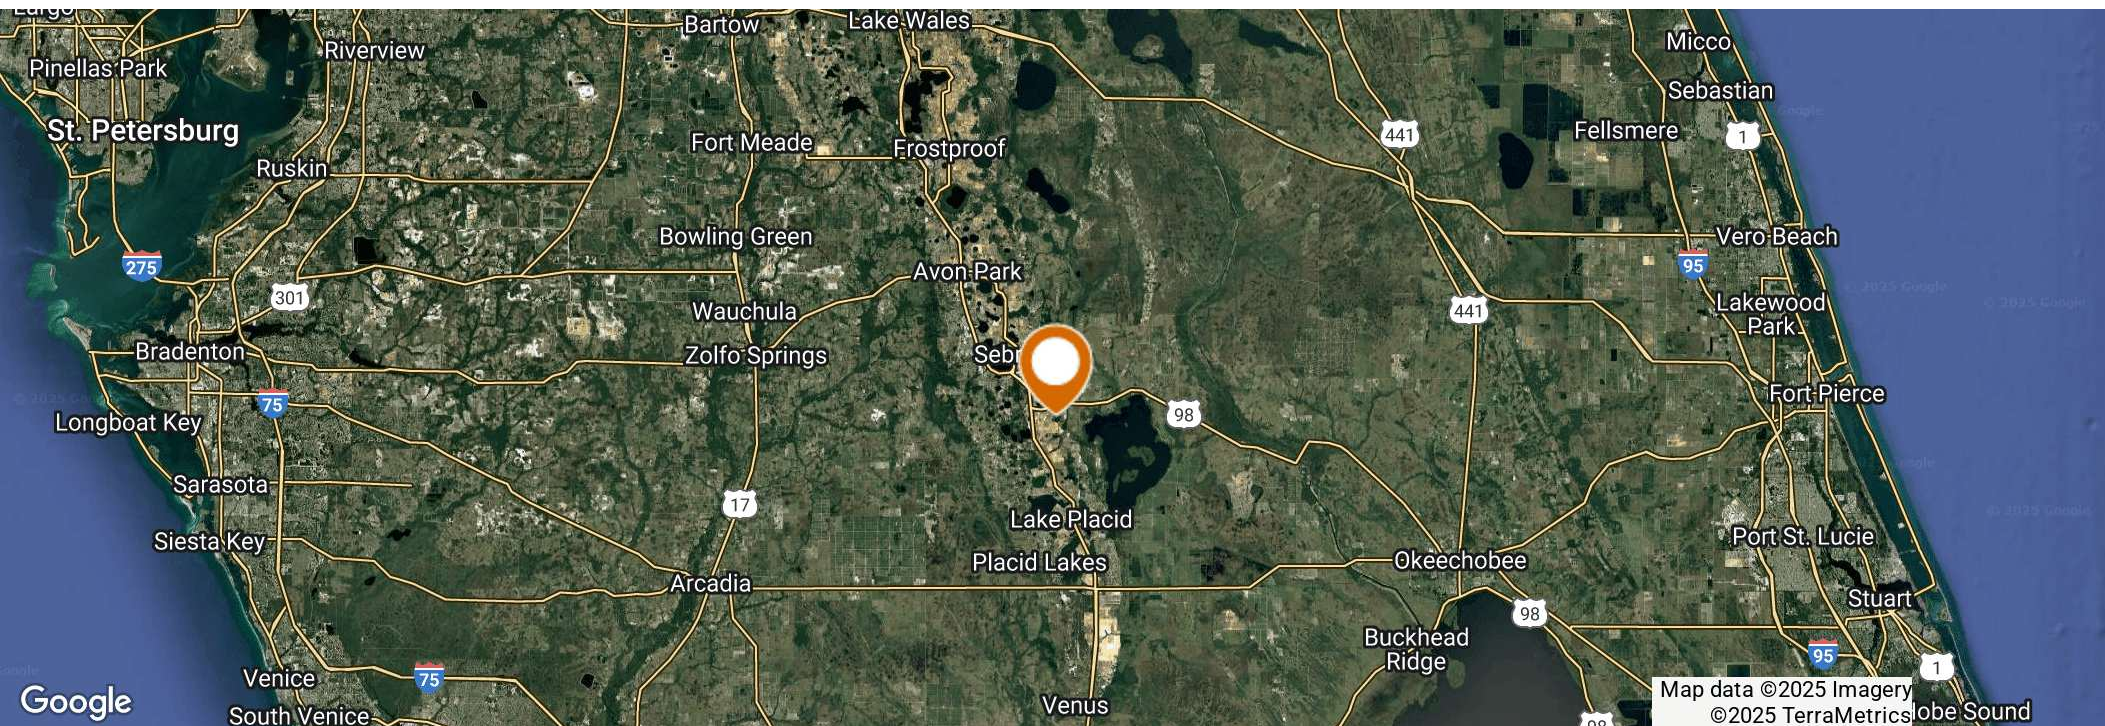 Largo
Bartow
Lake Wales
Micco
Riverview
Pinellas Park
Sebastian
St. Petersburg
Fort Meade
Frostproof
441
Fellsmere
1
Ruskin
Bowling Green
Vero Beach
275
Avon Park
95
301
Wauchula
441
Lakewood
Park
Bradenton
Zolfo Springs
Sebr
75
Fort Pierce
Longboat Key
98
Sarasota
17
Lake Placid
Siesta Key
Placid Lakes
Okeechobee
Port St. Lucie
Arcadia
Stuart
98
Buckhead
Ridge
95
1
Venice
75
Google
Venus
South Venice
98
Map data ©2025 Imagery
©2025 TerraMetrics
lobe Sound